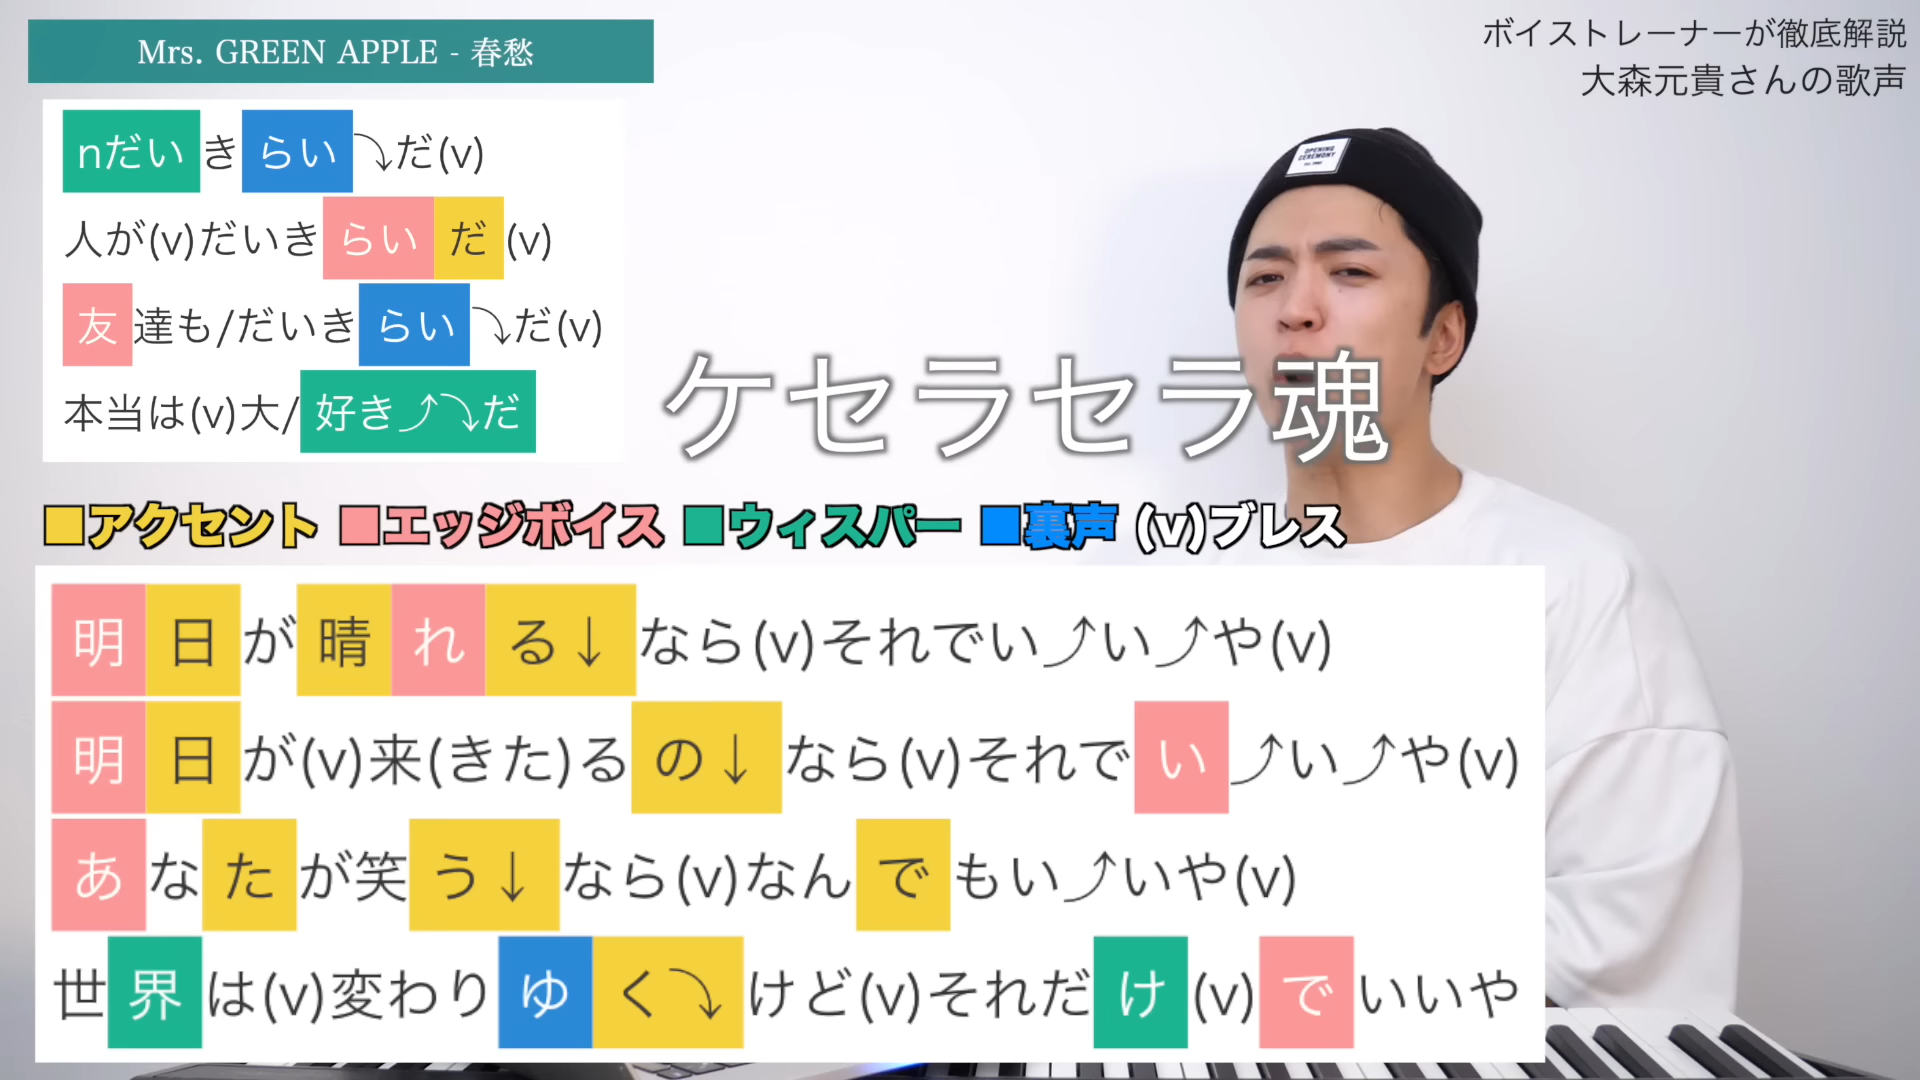 Mrs. GREEN APPLE - 春愁
ボイストレーナーが徹底解説
大森元貴さんの歌声
nだいきらい⤵だ(v)
人が(v)だいきらいだ(v)
友達も/だいきらい⤵だ(v)
本当は(v)大/好き⤴⤵だ
OPENING
CEREMONY
ケセラセラ魂
■アクセント ■エッジボイス ■ウィスパー ■裏声 (v)ブレス
明日が晴れる↓なら(v)それでい⤴い⤴や(v)
明日が(v)来(きた)るの↓なら(v)それでい⤴い⤴や(v)
あなたが笑う↓なら(v)なんでもい⤴いや(v)
世界は(v)変わりゆく⤵けど(v)それだけ(v)でいいや